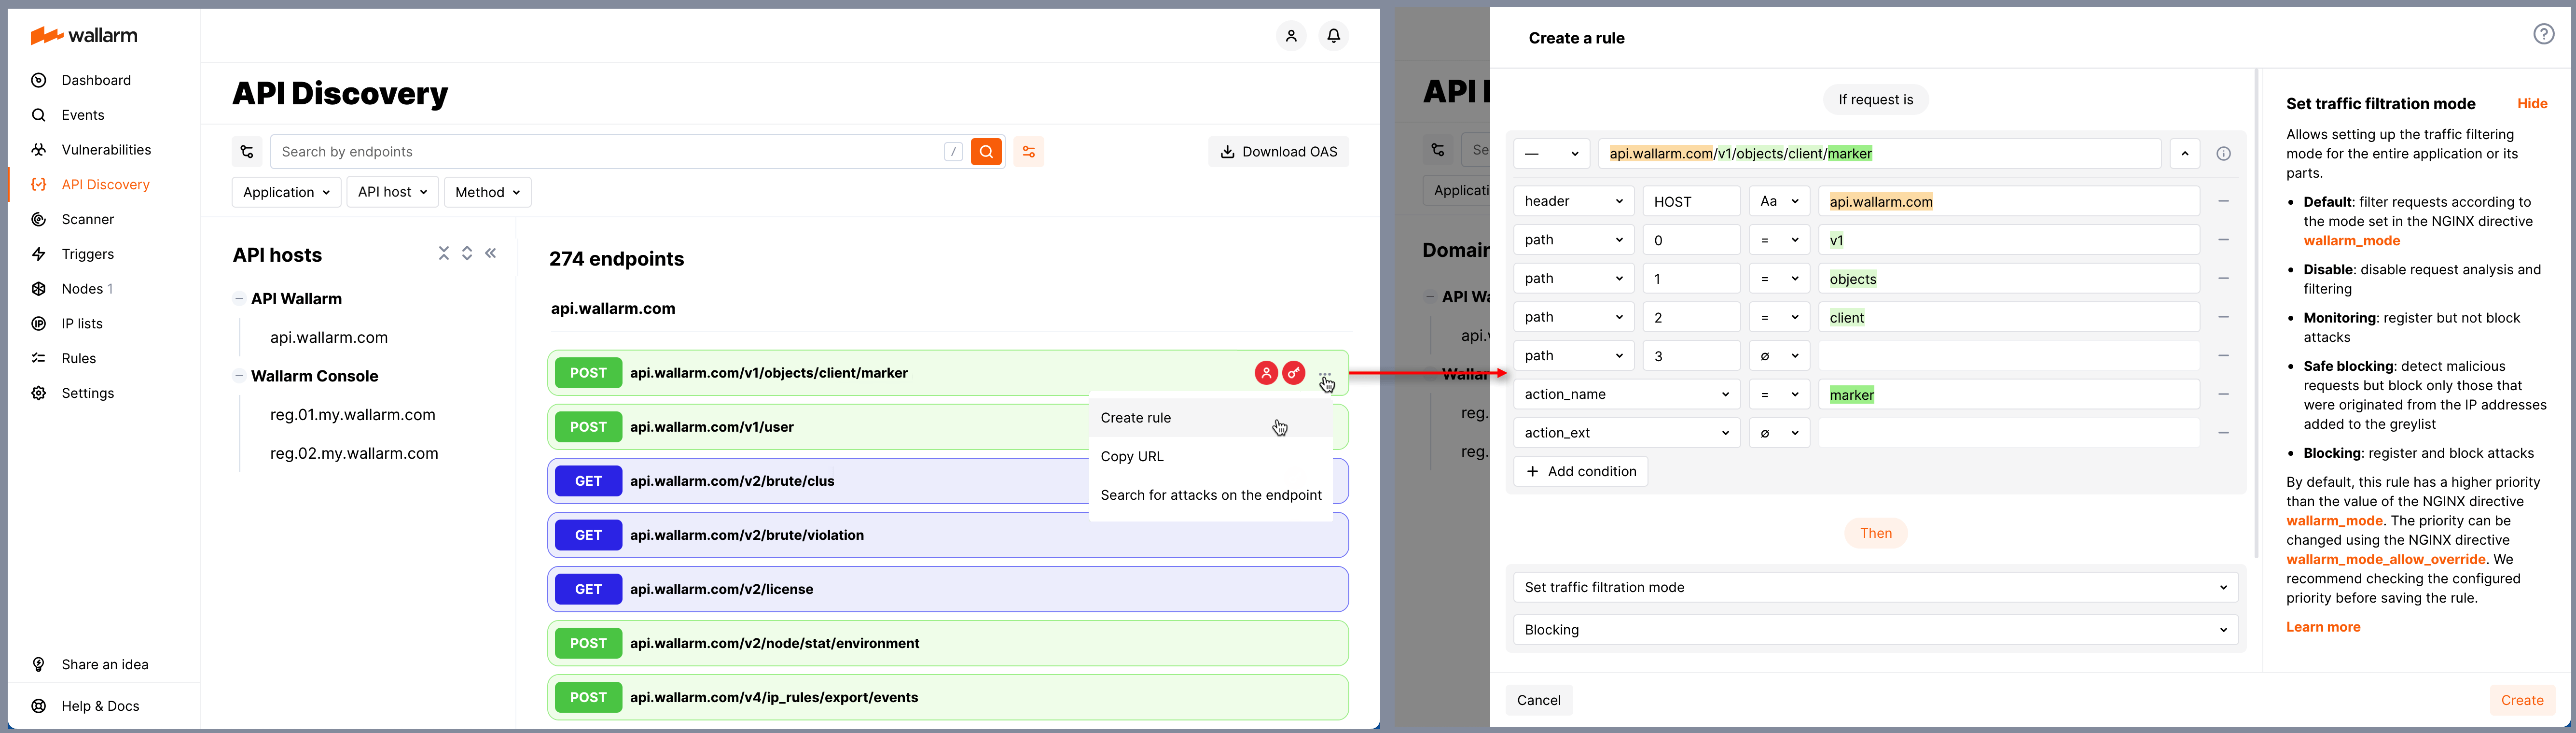 wallarm
Dashboard
Events
Vulnerabilities
API Discovery
Scanner
Triggers
Nodes 1
IP lists
Rules
Settings
Share an idea
Help & Docs
API Discovery
Search by endpoints
/
Download OAS
Application
API host
Method
API hosts
API Wallarm
api.wallarm.com
Wallarm Console
reg.01.my.wallarm.com
reg.02.my.wallarm.com
274 endpoints
api.wallarm.com
POST api.wallarm.com/v1/objects/client/marker
POST api.wallarm.com/v1/user
GET api.wallarm.com/v2/brute/clus
GET api.wallarm.com/v2/brute/violation
GET api.wallarm.com/v2/license
POST api.wallarm.com/v2/node/stat/environment
POST api.wallarm.com/v4/ip_rules/export/events
Create rule
Copy URL
Search for attacks on the endpoint
API
Se
Applicati
Domain
API Wa
api.w
Wallar
reg.
reg.
Create a rule
If request is
— api.wallarm.com/v1/objects/client/marker
header HOST Aa api.wallarm.com
path 0 = v1
path 1 = objects
path 2 = client
path 3 ∅
action_name = marker
action_ext ∅
+ Add condition
Then
Set traffic filtration mode
Blocking
Cancel
Create
Set traffic filtration mode Hide
Allows setting up the traffic filtering
mode for the entire application or its
parts.
• Default: filter requests according to
the mode set in the NGINX directive
wallarm_mode
• Disable: disable request analysis and
filtering
• Monitoring: register but not block
attacks
• Safe blocking: detect malicious
requests but block only those that
were originated from the IP addresses
added to the greylist
• Blocking: register and block attacks
By default, this rule has a higher priority
than the value of the NGINX directive
wallarm_mode. The priority can be
changed using the NGINX directive
wallarm_mode_allow_override. We
recommend checking the configured
priority before saving the rule.
Learn more